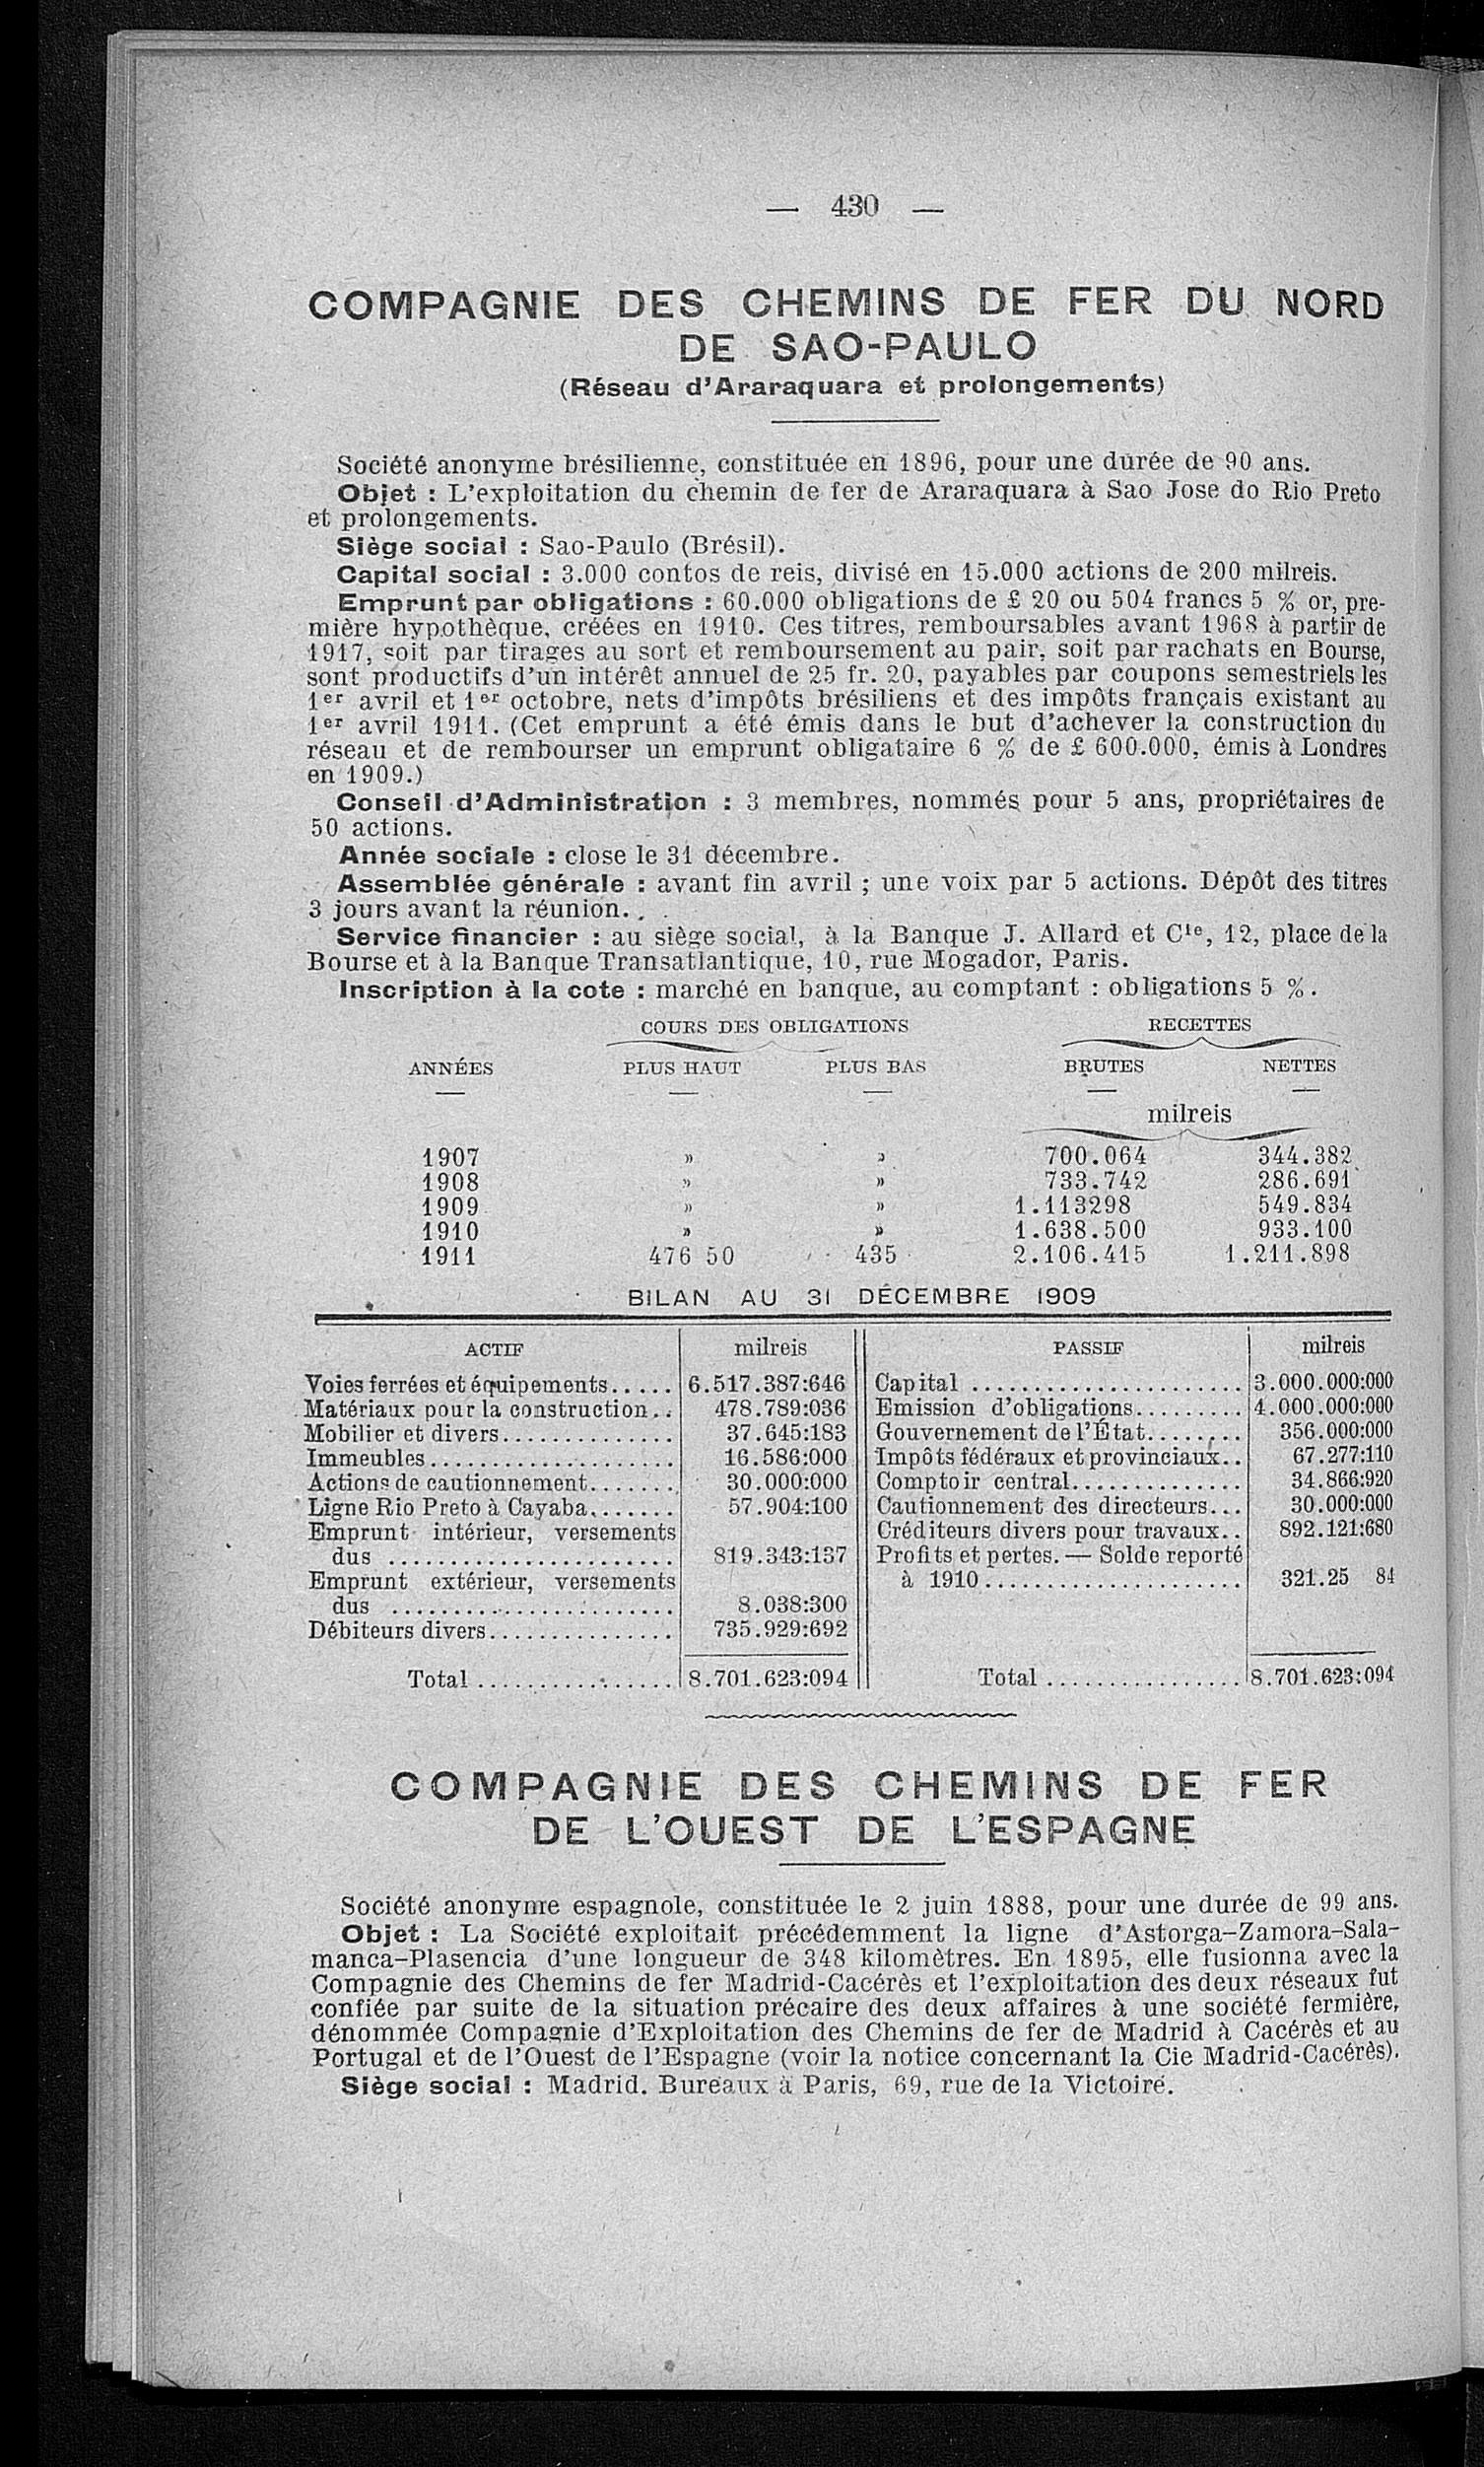 — 430 —
COMPAGNIE DES CHEMINS DE FER DU NORD
DE SAO-PAULO
(Réseau d'Araraquara et prolongements)
Société anonyme brésilienne, constituée en 1896, pour une durée de 90 ans.
Objet : L'exploitation du chemin de fer de Araraquara à Sao Jose do Rio Preto
et prolongements.
Siège social : Sao-Paulo (Brésil).
Capital social : 3.000 contos de reis, divisé en 15.000 actions de 200 milreis.
Emprunt par obligations : 60.000 obligations de £ 20 ou 504 francs 5 % or, pre-
mière hypothèque, créées en 1910. Ces titres, remboursables avant 1968 à partir de
1917, soit par tirages au sort et remboursement au pair, soit par rachats en Bourse,
sont productifs d'un intérêt annuel de 25 fr. 20, payables par coupons semestriels les
1er avril et 1er octobre, nets d'impôts brésiliens et des impôts français existant au
1er avril 1911. (Cet emprunt a été émis dans le but d'achever la construction du
réseau et de rembourser un emprunt obligataire 6 % de £ 600.000, émis à Londres
en 1909.)
Conseil d'Administration : 3 membres, nommés pour 5 ans, propriétaires de
50 actions.
Année sociale : close le 31 décembre.
Assemblée générale : avant fin avril ; une voix par 5 actions. Dépôt des titres
3 jours avant la réunion.
Service financier : au siège social, à la Banque J. Allard et Cie, 12, place de la
Bourse et à la Banque Transatlantique, 10, rue Mogador, Paris.
Inscription à la cote : marché en banque, au comptant : obligations 5 %.
COURS DES OBLIGATIONS RECETTES
ANNÉES PLUS HAUT PLUS BAS BRUTES NETTES
milreis
1907 » » 700.064 344.382
1908 » » 733.742 286.691
1909 » » 1.113298 549.834
1910 » » 1.638.500 933.100
1911 476 50 435 2.106.415 1.211.898
BILAN AU 31 DÉCEMBRE 1909
ACTIF milreis PASSIF milreis
Voies ferrées et équipements..... 6.517.387:646 Capital ...................... 3.000.000:000
Matériaux pour la construction.. 478.789:036 Emission d'obligations......... 4.000.000:000
Mobilier et divers.............. 37.645:183 Gouvernement de l'État........ 356.000:000
Immeubles.................... 16.586:000 Impôts fédéraux et provinciaux.. 67.277:110
Actions de cautionnement....... 30.000:000 Comptoir central.............. 34.866:920
Ligne Rio Preto à Cayaba....... 57.904:100 Cautionnement des directeurs... 30.000:000
Emprunt intérieur, versements Créditeurs divers pour travaux.. 892.121:680
dus ....................... 819.343:137 Profits et pertes. — Solde reporté
Emprunt extérieur, versements à 1910..................... 321.25 84
dus ....................... 8.038:300
Débiteurs divers............... 735.929:692
Total ................ 8.701.623:094 Total ................ 8.701.623:094
COMPAGNIE DES CHEMINS DE FER
DE L'OUEST DE L'ESPAGNE
Société anonyme espagnole, constituée le 2 juin 1888, pour une durée de 99 ans.
Objet : La Société exploitait précédemment la ligne d'Astorga-Zamora-Sala-
manca-Plasencia d'une longueur de 348 kilomètres. En 1895, elle fusionna avec la
Compagnie des Chemins de fer Madrid-Cacérès et l'exploitation des deux réseaux fut
confiée par suite de la situation précaire des deux affaires à une société fermière,
dénommée Compagnie d'Exploitation des Chemins de fer de Madrid à Cacérès et au
Portugal et de l'Ouest de l'Espagne (voir la notice concernant la Cie Madrid-Cacérès).
Siège social : Madrid. Bureaux à Paris, 69, rue de la Victoire.